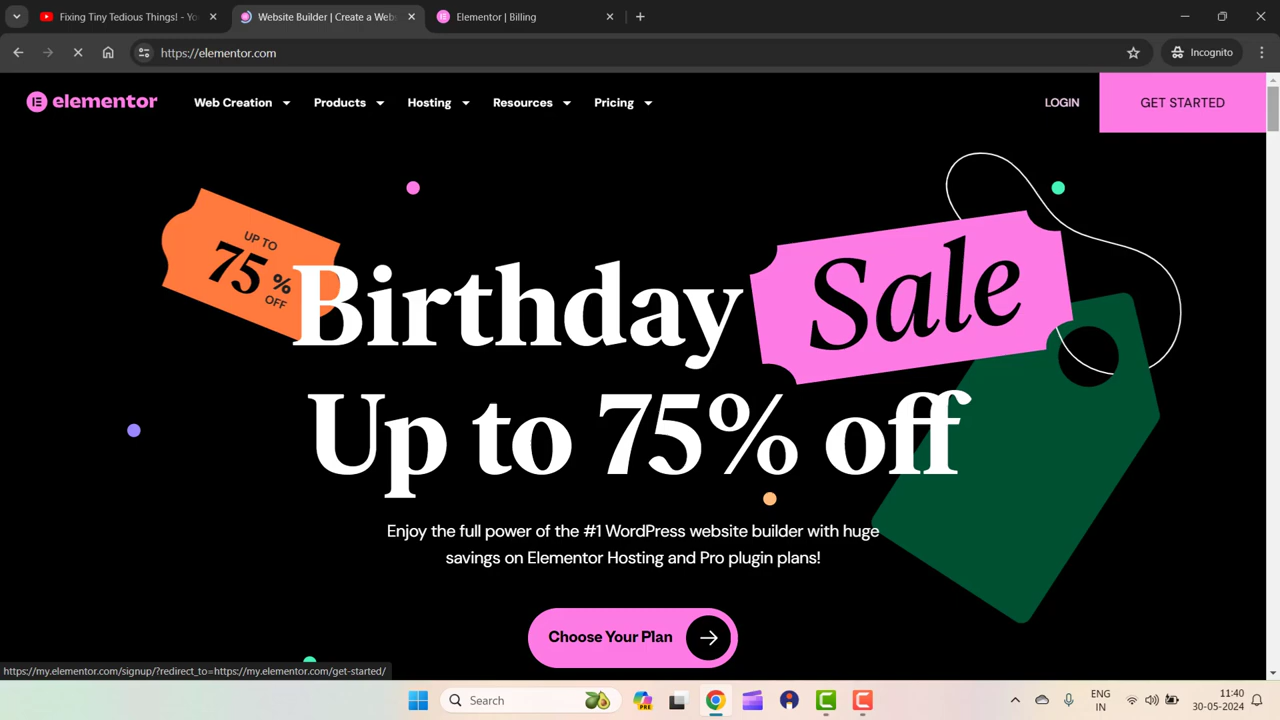 Fixing Tiny Tedious Things! - Yo
Website Builder | Create a Web
Elementor | Billing
https://elementor.com
Incognito
elementor
Web Creation
Products
Hosting
Resources
Pricing
LOGIN
GET STARTED
UP TO
75 %
OFF
Birthday Sale
Up to 75% off
Enjoy the full power of the #1 WordPress website builder with huge
savings on Elementor Hosting and Pro plugin plans!
Choose Your Plan
https://my.elementor.com/signup/?redirect_to=https://my.elementor.com/get-started/
Search
PRE
ENG
IN
11:40
30-05-2024